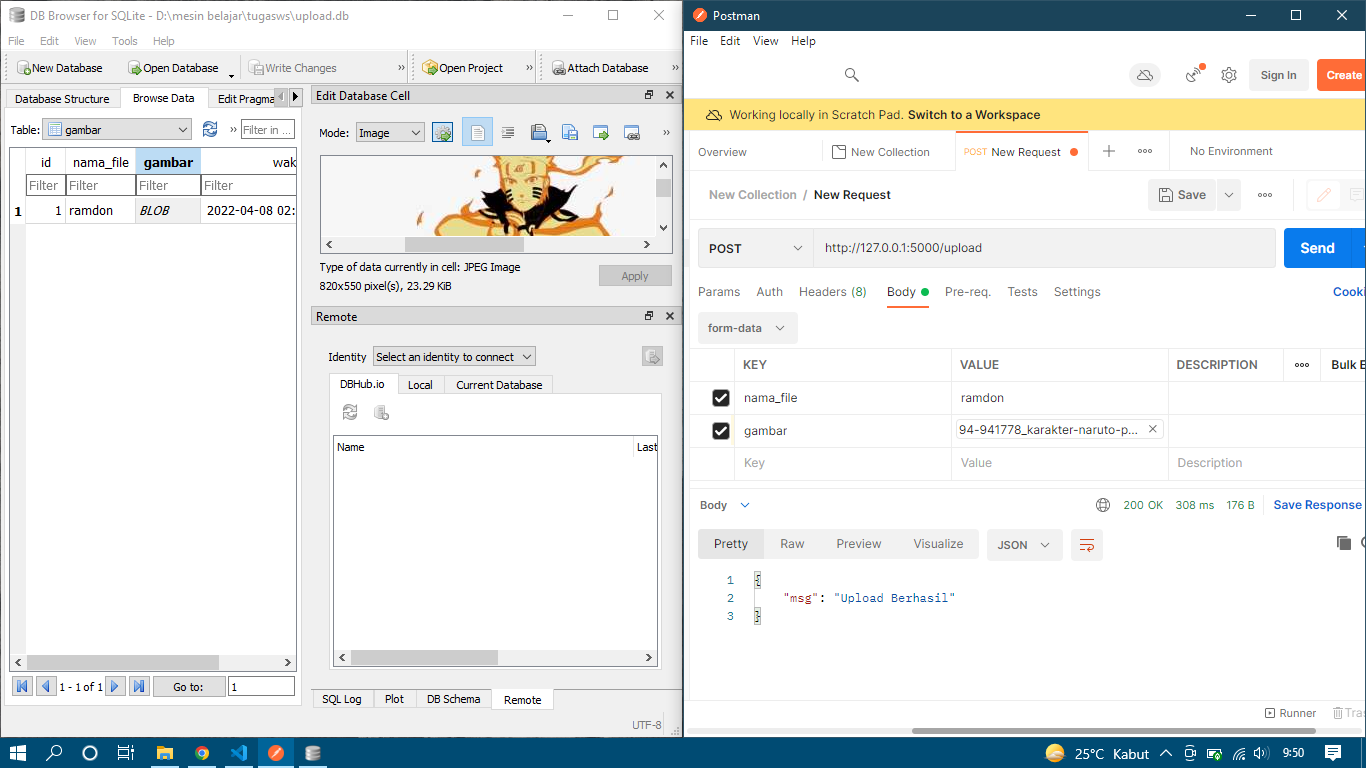 DB Browser for SQLite - D:\mesin belajar\tugasws\upload.db
File Edit View Tools Help
New Database Open Database Write Changes » Open Project » Attach Database »
Database Structure Browse Data Edit Pragma
Table: gambar » Filter in ...
id nama_file gambar wak
Filter Filter Filter Filter
1 1 ramdon BLOB 2022-04-08 02:
1 - 1 of 1 Go to: 1
Edit Database Cell
Mode: Image »
Type of data currently in cell: JPEG Image
820x550 pixel(s), 23.29 KiB
Apply
Remote
Identity Select an identity to connect
DBHub.io Local Current Database
Name Last
SQL Log Plot DB Schema Remote
UTF-8
Postman
File Edit View Help
Sign In Create
Working locally in Scratch Pad. Switch to a Workspace
Overview New Collection POST New Request No Environment
New Collection / New Request Save
POST http://127.0.0.1:5000/upload Send
Params Auth Headers (8) Body Pre-req. Tests Settings Cooki
form-data
KEY VALUE DESCRIPTION Bulk E
nama_file ramdon
gambar 94-941778_karakter-naruto-p...
Key Value Description
Body 200 OK 308 ms 176 B Save Response
Pretty Raw Preview Visualize JSON
1 {
2 "msg": "Upload Berhasil"
3 }
Runner Tras
25°C Kabut 9:50